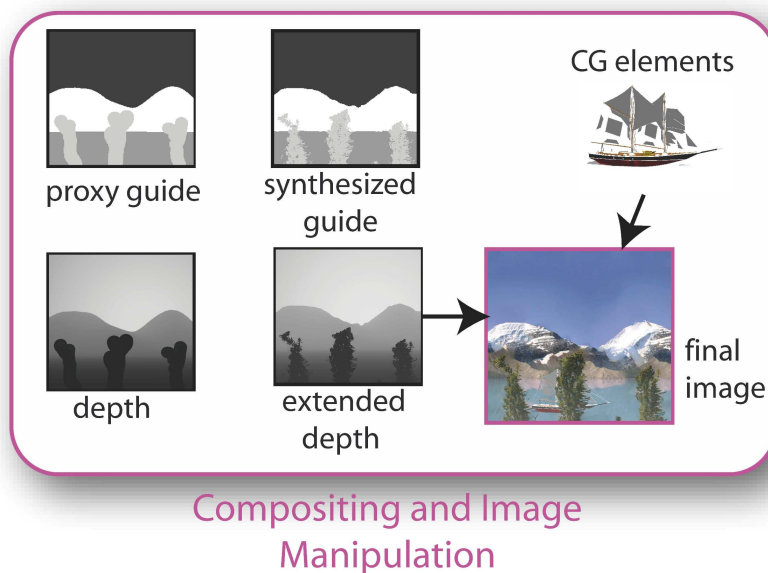 CG elements
proxy guide
synthesized
guide
depth
extended
depth
final
image
Compositing and Image
Manipulation